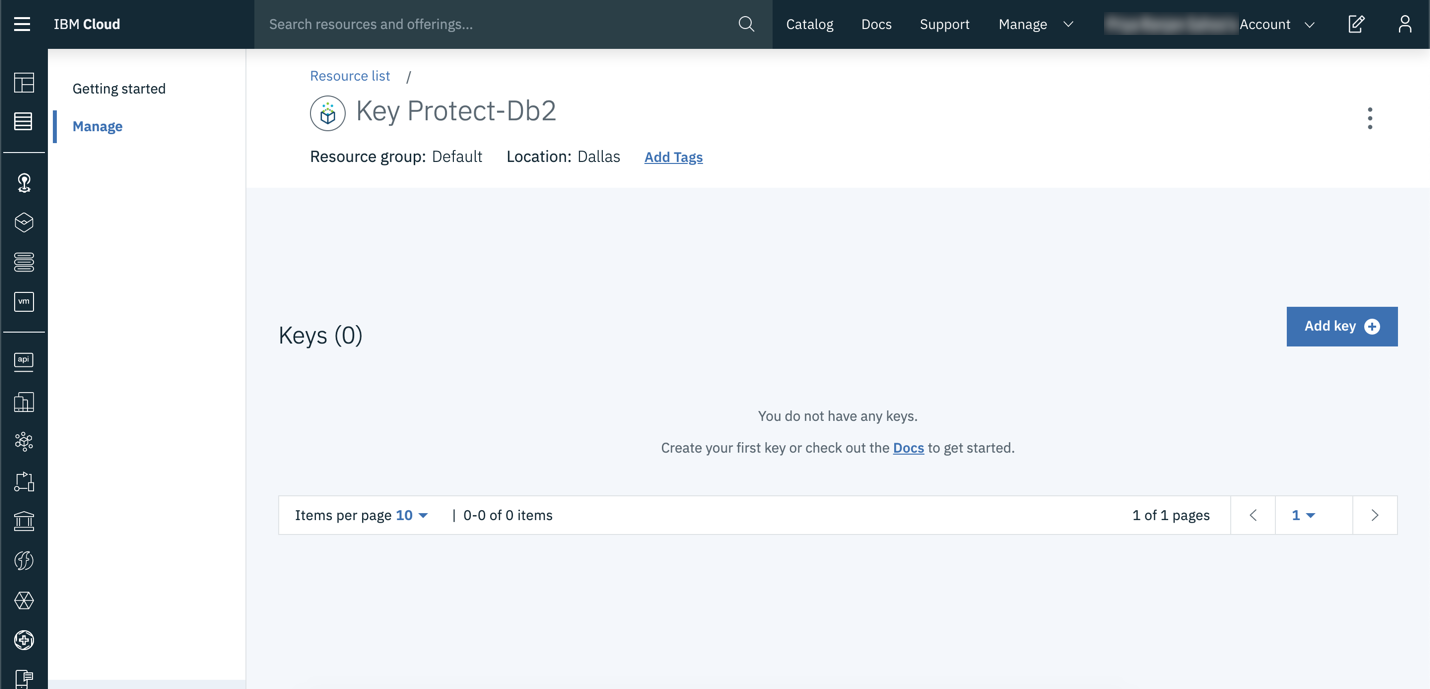 IBM Cloud
Search resources and offerings...
Catalog
Docs
Support
Manage
Account
Getting started
Manage
Resource list /
Key Protect-Db2
Resource group: Default Location: Dallas Add Tags
Keys (0)
Add key
You do not have any keys.
Create your first key or check out the Docs to get started.
Items per page 10 | 0-0 of 0 items
1 of 1 pages
1
vm
api